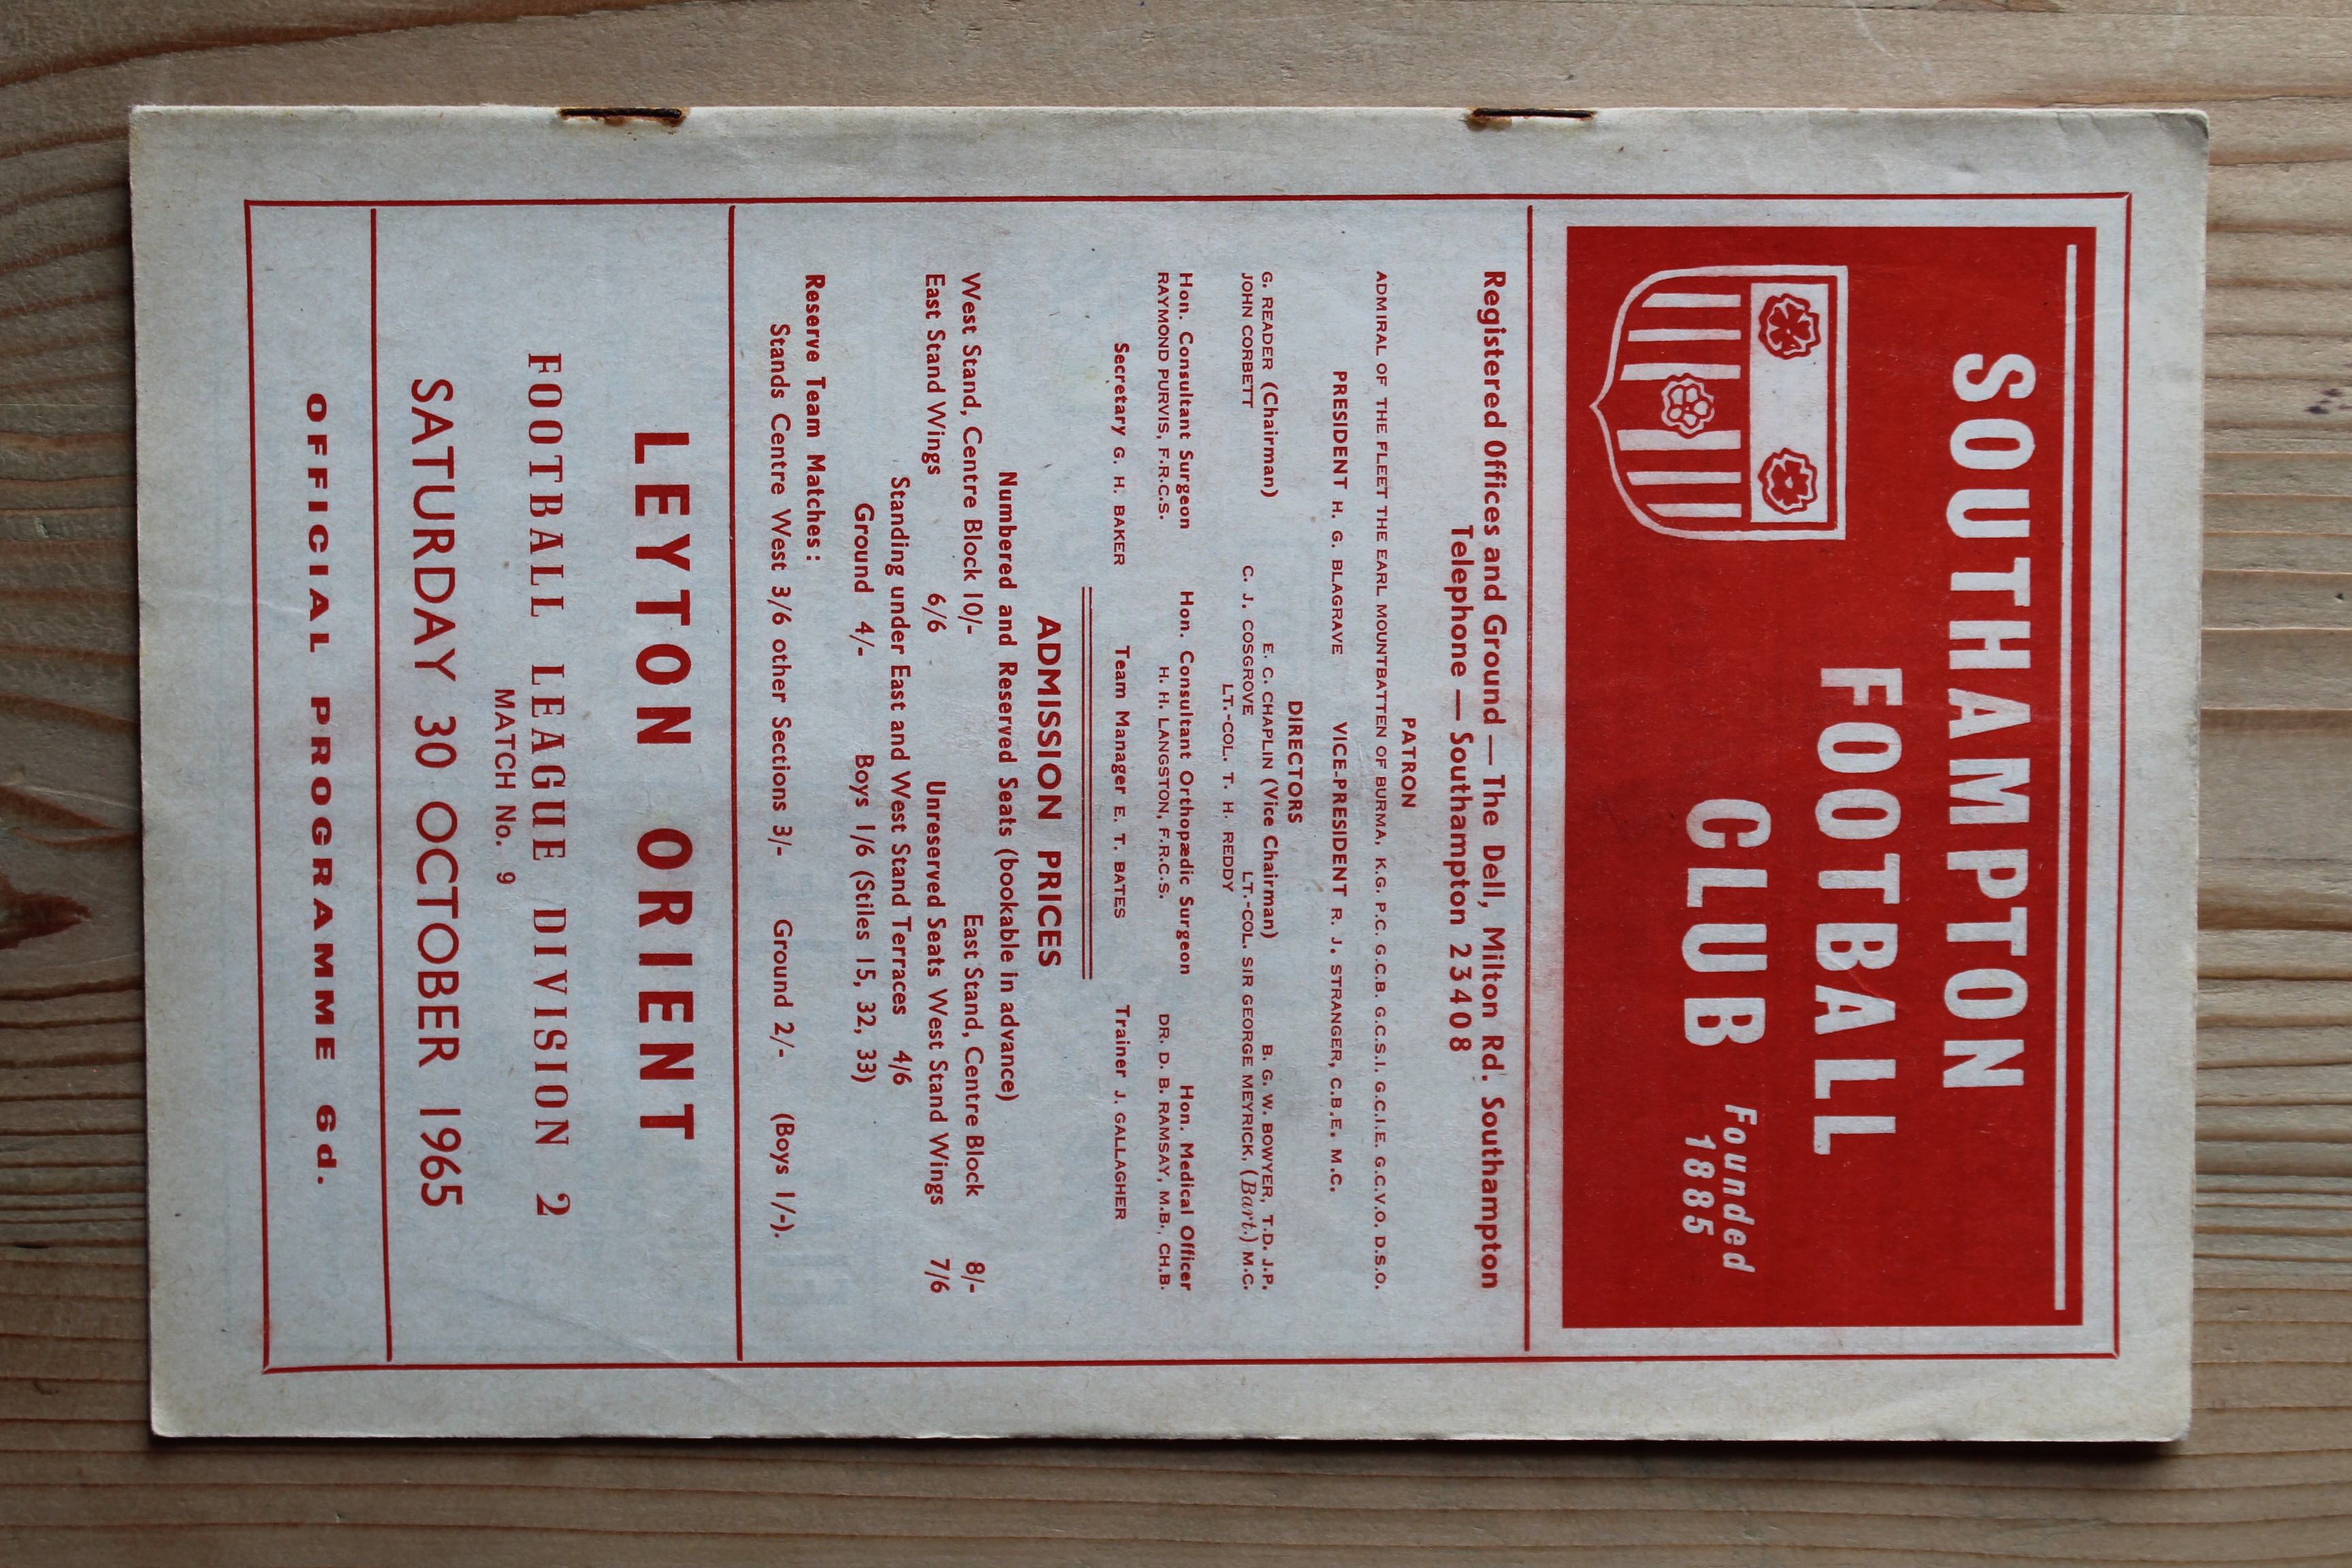 SOUTHAMPTON
FOOTBALL
CLUB
Founded
1885
Registered Offices and Ground — The Dell, Milton Rd. Southampton
Telephone — Southampton 23408
PATRON
ADMIRAL OF THE FLEET THE EARL MOUNTBATTEN OF BURMA, K.G. P.C. G.C.B. G.C.S.I. G.C.I.E. G.C.V.O. D.S.O.
PRESIDENT H. G. BLAGRAVE VICE-PRESIDENT R. J. STRANGER, C.B.E. M.C.
DIRECTORS
G. READER (Chairman) E. C. CHAPLIN (Vice Chairman) B. G. W. BOWYER, T.D. J.P.
JOHN CORBETT C. J. COSGROVE LT.-COL. SIR GEORGE MEYRICK. (Bart.) M.C.
LT.-COL. T. H. REDDY
Hon. Consultant Surgeon Hon. Consultant Orthopædic Surgeon Hon. Medical Officer
RAYMOND PURVIS, F.R.C.S. H. H. LANGSTON, F.R.C.S. DR. D. B. RAMSAY, M.B., CH.B.
Secretary G. H. BAKER Team Manager E. T. BATES Trainer J. GALLAGHER
ADMISSION PRICES
Numbered and Reserved Seats (bookable in advance)
West Stand, Centre Block 10/- East Stand, Centre Block 8/-
East Stand Wings 6/6 Unreserved Seats West Stand Wings 7/6
Standing under East and West Stand Terraces 4/6
Ground 4/- Boys 1/6 (Stiles 15, 32, 33)
Reserve Team Matches :
Stands Centre West 3/6 other Sections 3/- Ground 2/- (Boys 1/-).
LEYTON ORIENT
FOOTBALL LEAGUE DIVISION 2
MATCH No. 9
SATURDAY 30 OCTOBER 1965
OFFICIAL PROGRAMME 6d.